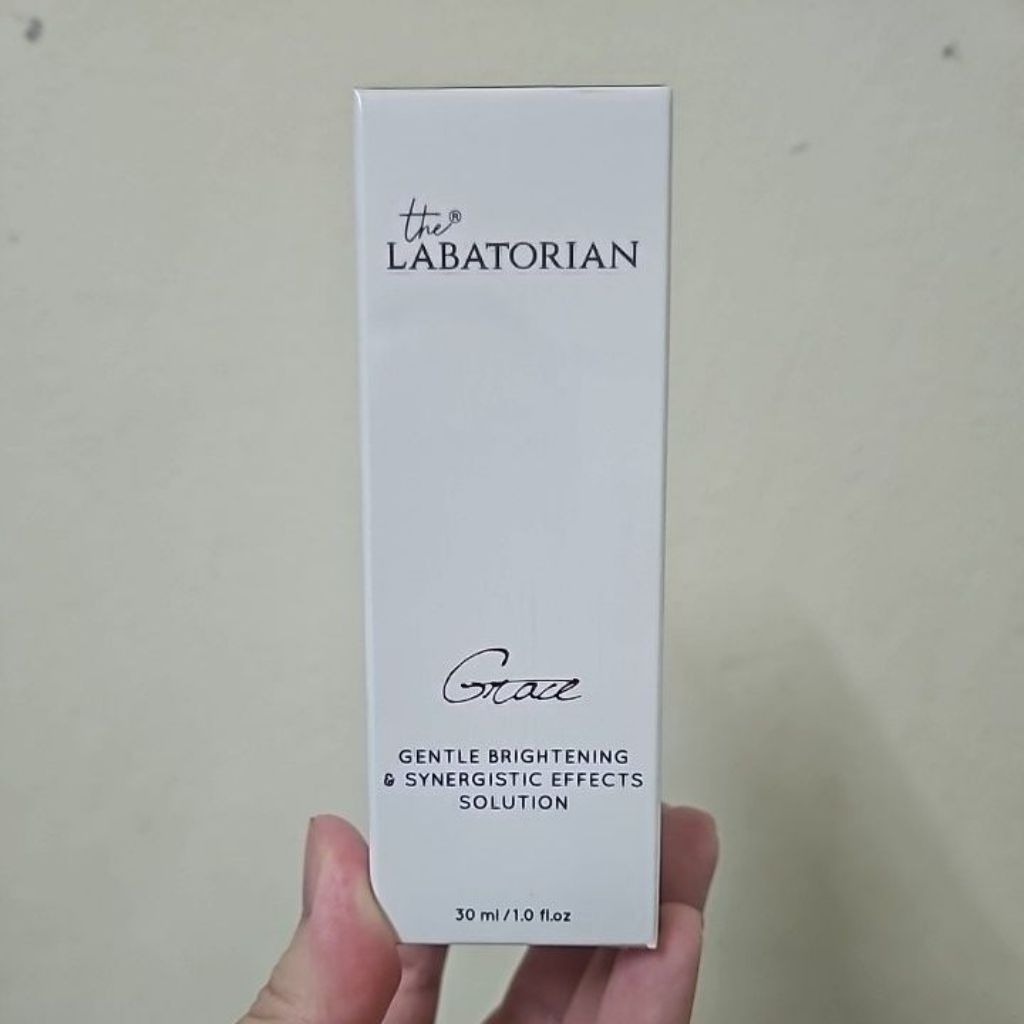 the®
LABATORIAN
Grace
GENTLE BRIGHTENING
& SYNERGISTIC EFFECTS
SOLUTION
30 ml / 1.0 fl.oz